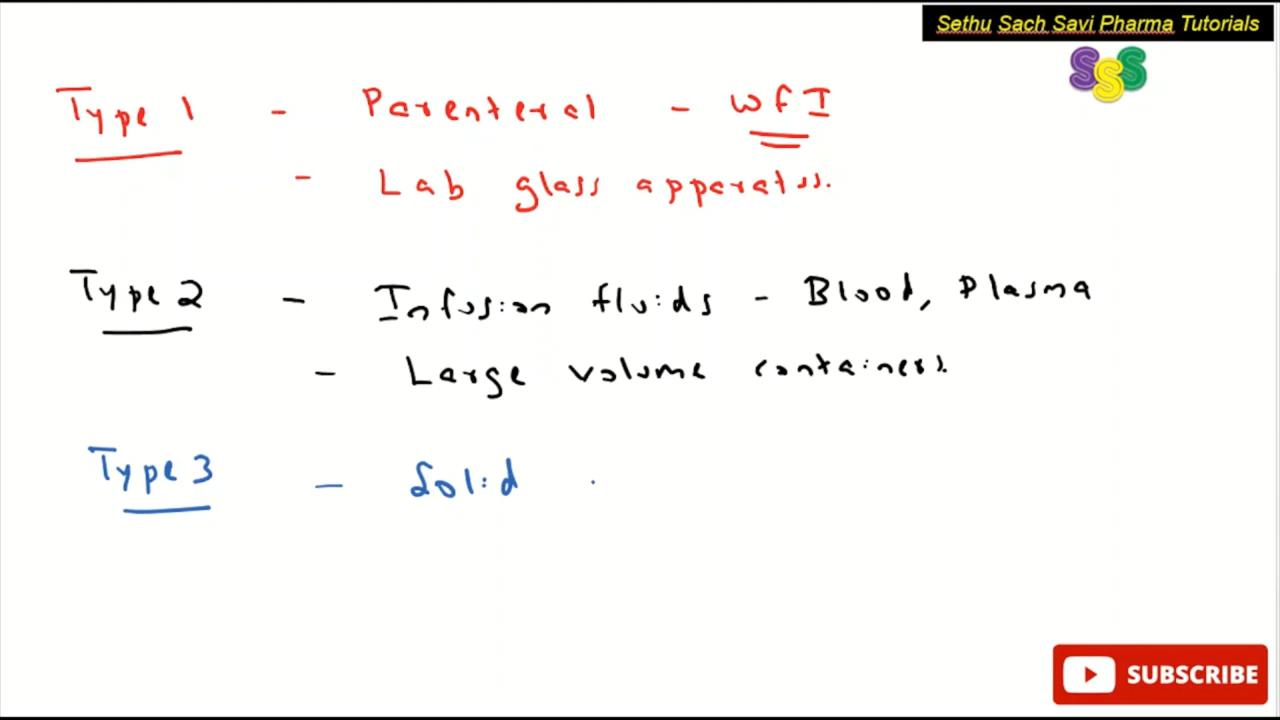 Sethu Sach Savi Pharma Tutorials
SSS
Type 1 - Parenteral - WFI
- Lab glass apparatus.
Type 2 - Infusion fluids - Blood, Plasma
- Large volume containers.
Type 3 - Solid
SUBSCRIBE